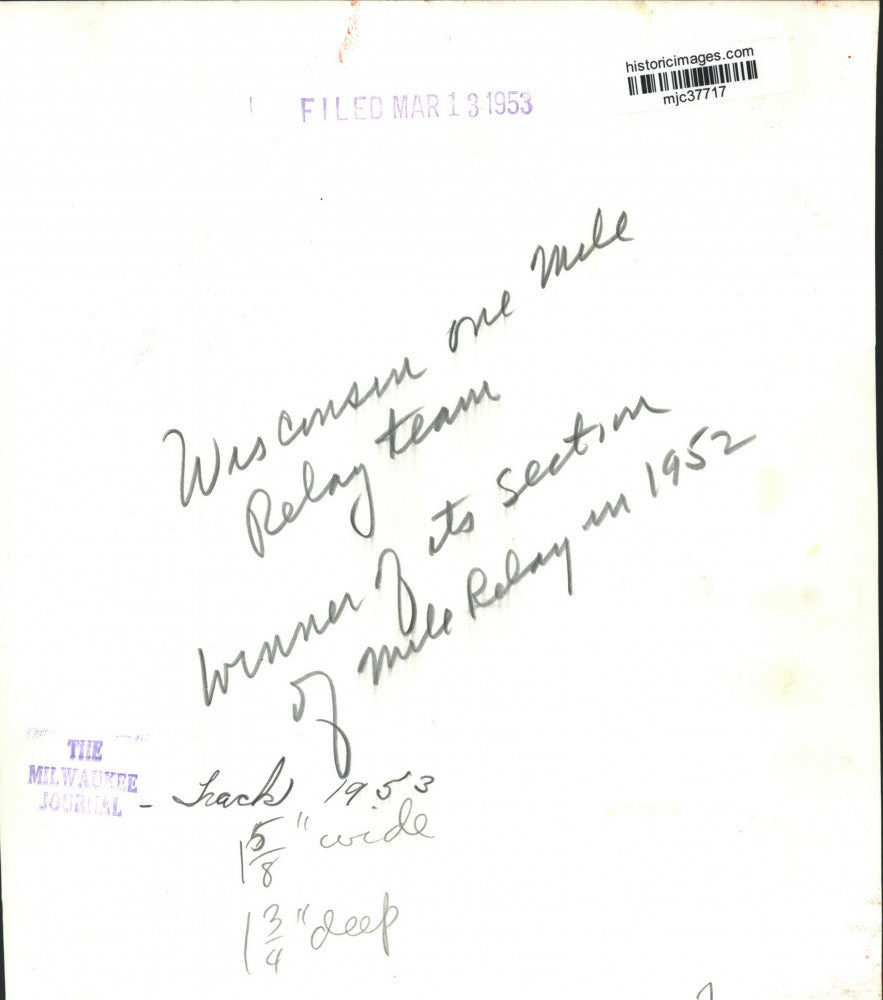 historicimages.com
mjc37717
FILED MAR 13 1953
Wisconsin one Mile
Relay team
Winner of its section
of Mile Relay in 1952
THE
MILWAUKEE
JOURNAL
- Track 1953
1 5/8" wide
1 3/4" deep